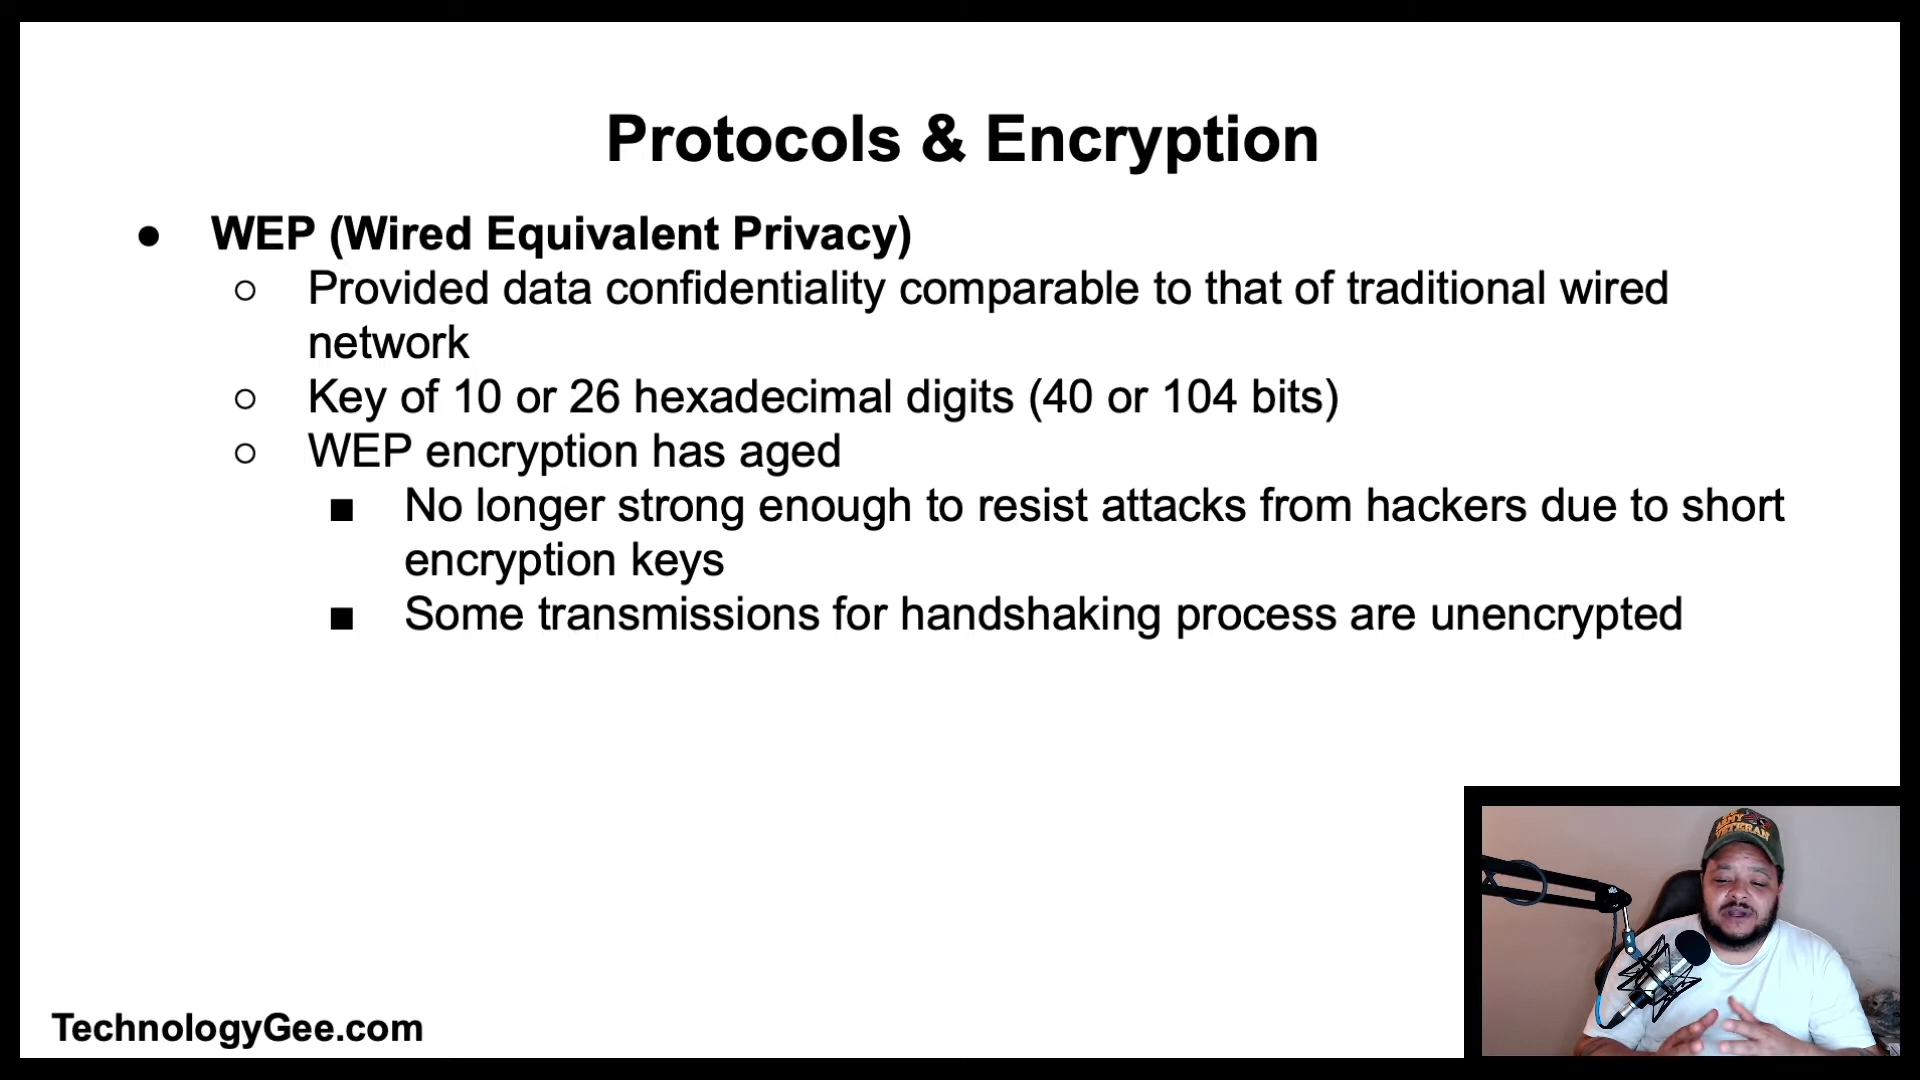 Protocols & Encryption
● WEP (Wired Equivalent Privacy)
○ Provided data confidentiality comparable to that of traditional wired
network
○ Key of 10 or 26 hexadecimal digits (40 or 104 bits)
○ WEP encryption has aged
■ No longer strong enough to resist attacks from hackers due to short
encryption keys
■ Some transmissions for handshaking process are unencrypted
ARMY
VETERAN
TechnologyGee.com